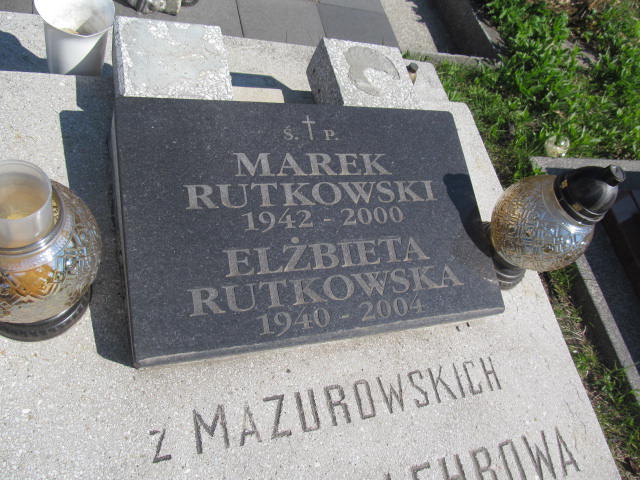 Ś. † P.
MAREK
RUTKOWSKI
1942 - 2000
ELŻBIETA
RUTKOWSKA
1940 - 2004
Z MAZUROWSKICH